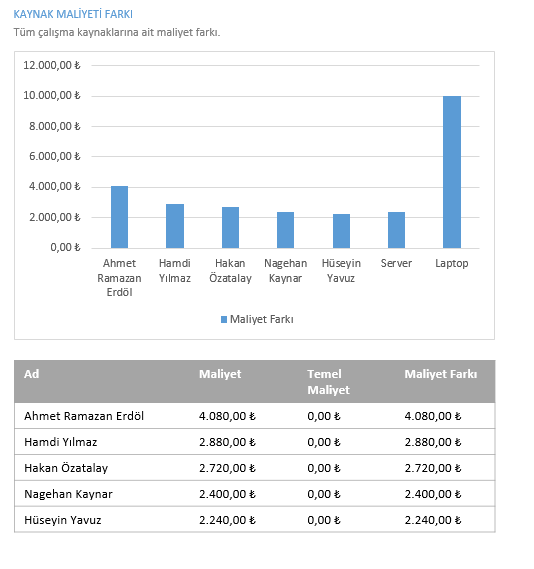 KAYNAK MALİYETİ FARKI
Tüm çalışma kaynaklarına ait maliyet farkı.
12.000,00 ₺
10.000,00 ₺
8.000,00 ₺
6.000,00 ₺
4.000,00 ₺
2.000,00 ₺
0,00 ₺
Ahmet Ramazan Erdöl
Hamdi Yılmaz
Hakan Özatalay
Nagehan Kaynar
Hüseyin Yavuz
Server
Laptop
Maliyet Farkı
Ad Maliyet Temel Maliyet Maliyet Farkı
Ahmet Ramazan Erdöl 4.080,00 ₺ 0,00 ₺ 4.080,00 ₺
Hamdi Yılmaz 2.880,00 ₺ 0,00 ₺ 2.880,00 ₺
Hakan Özatalay 2.720,00 ₺ 0,00 ₺ 2.720,00 ₺
Nagehan Kaynar 2.400,00 ₺ 0,00 ₺ 2.400,00 ₺
Hüseyin Yavuz 2.240,00 ₺ 0,00 ₺ 2.240,00 ₺